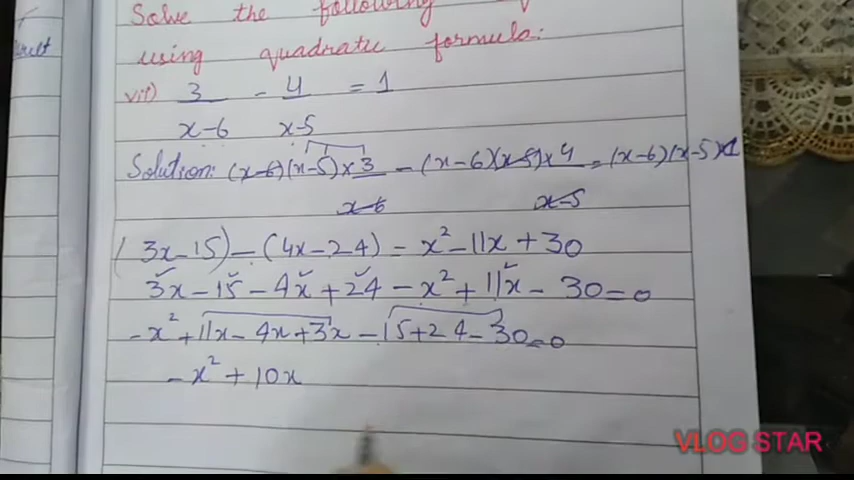 Solve the following
using quadratic formula:
vii) 3/(x-6) - 4/(x-5) = 1
Solution: (x-6)(x-5)×3/(x-6) - (x-6)(x-5)×4/(x-5) = (x-6)(x-5)×1
(3x-15)-(4x-24) = x²-11x+30
3x-15-4x+24-x²+11x-30=0
-x²+11x-4x+3x-15+24-30=0
-x²+10x
VLOG STAR